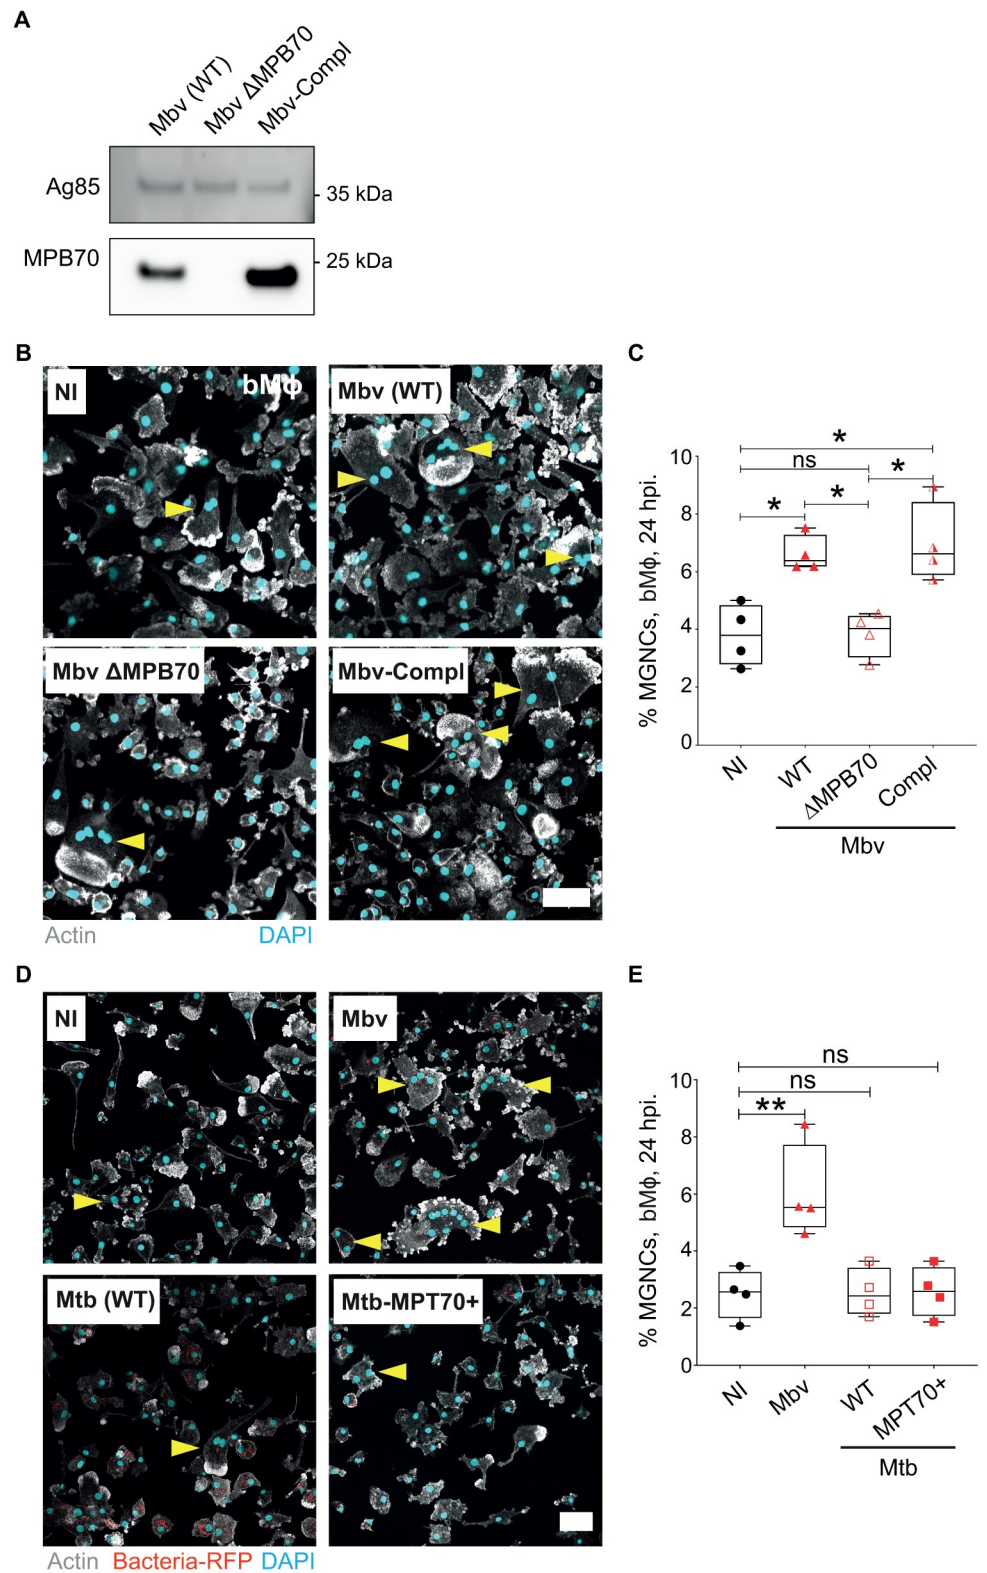 A
Mbv (WT)
Mbv ΔMPB70
Mbv-Compl
Ag85
35 kDa
MPB70
25 kDa
B
NI
bMϕ
Mbv (WT)
Mbv ΔMPB70
Mbv-Compl
Actin
DAPI
C
% MGNCs, bMϕ, 24 hpi.
10
8
6
4
2
0
*
ns
*
*
*
NI
WT
ΔMPB70
Compl
Mbv
D
NI
Mbv
Mtb (WT)
Mtb-MPT70+
Actin Bacteria-RFP DAPI
E
% MGNCs, bMϕ, 24 hpi.
10
8
6
4
2
0
ns
ns
**
NI
Mbv
WT
MPT70+
Mtb